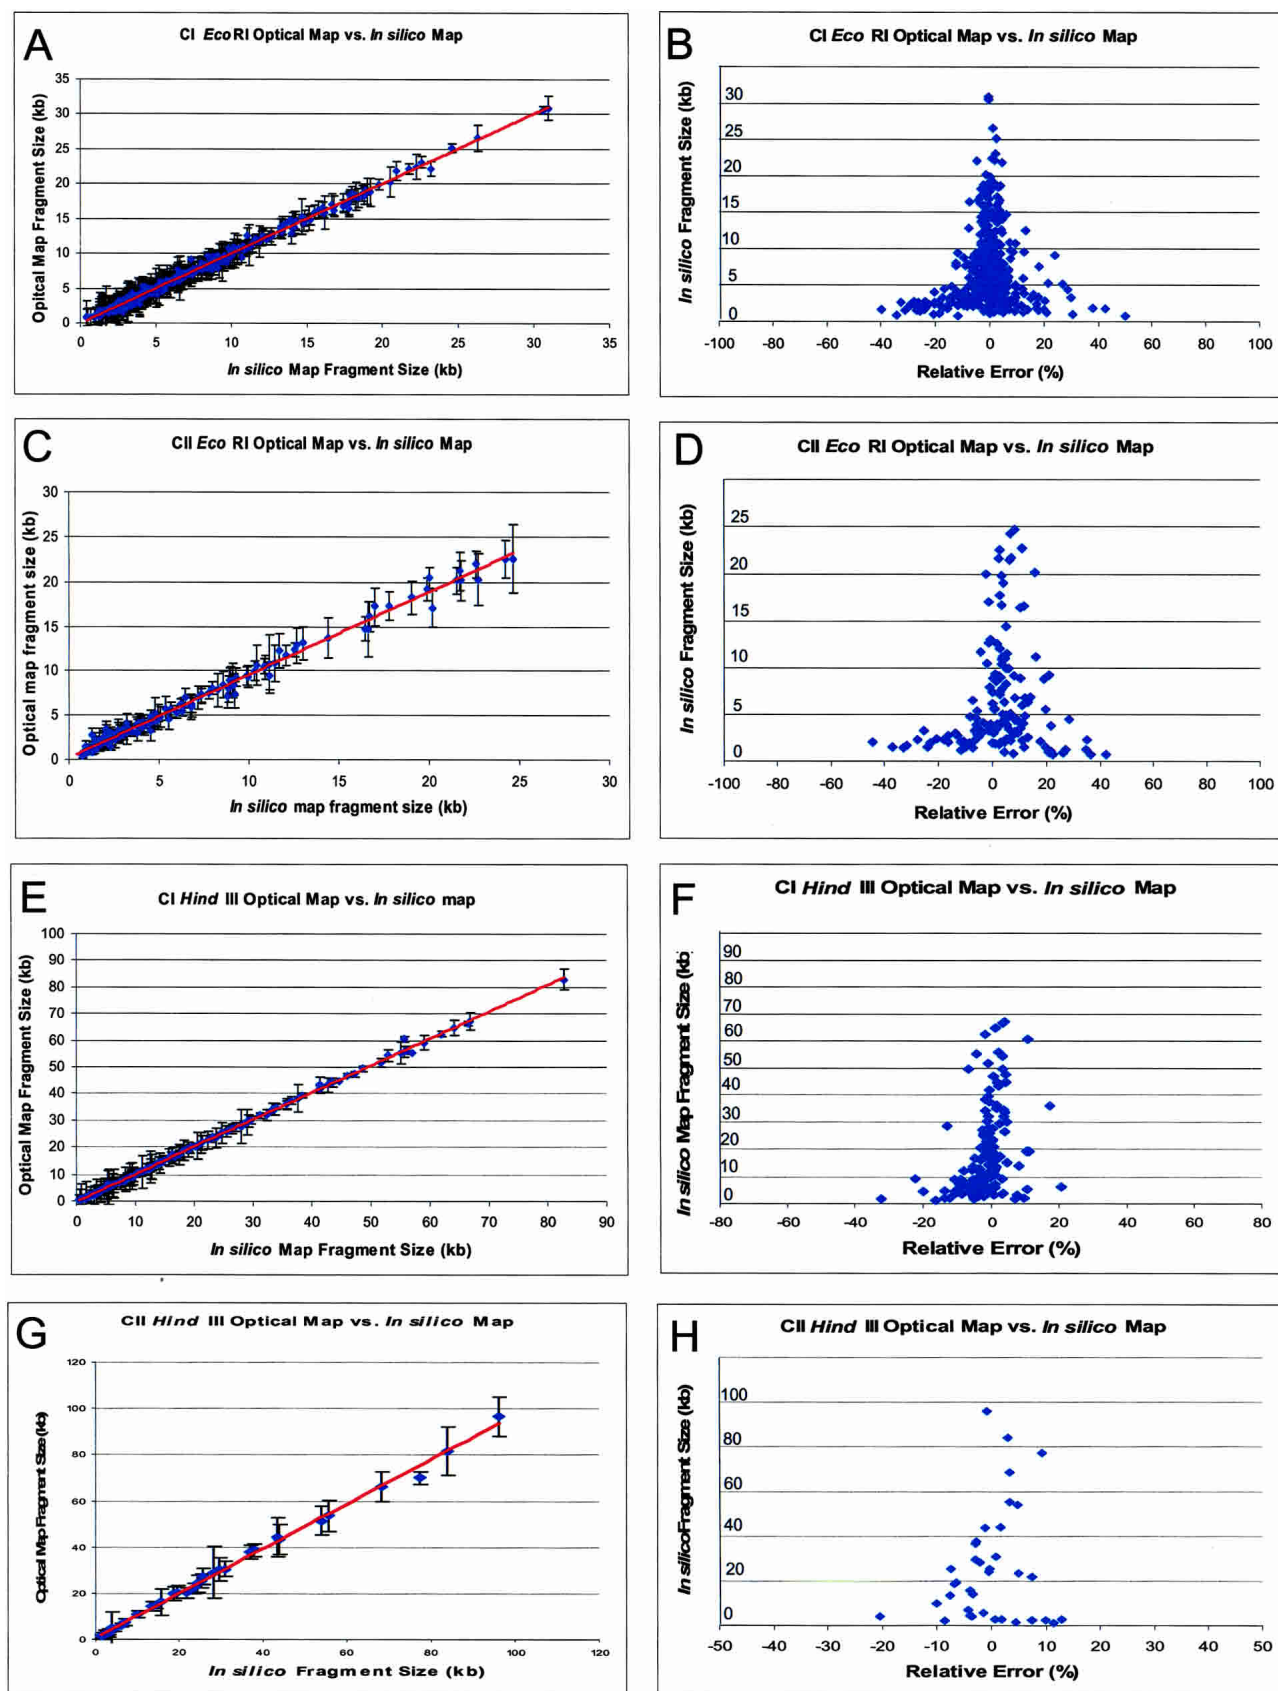 A
CI EcoRI Optical Map vs. In silico Map
Opitcal Map Fragment Size (kb)
35
30
25
20
15
10
5
0
0 5 10 15 20 25 30 35
In silico Map Fragment Size (kb)
B
CI Eco RI Optical Map vs. In silico Map
In silico Fragment Size (kb)
30
25
20
15
10
5
0
-100 -80 -60 -40 -20 0 20 40 60 80 100
Relative Error (%)
C
CII Eco RI Optical Map vs. In silico Map
Optical map fragment size (kb)
30
25
20
15
10
5
0
0 5 10 15 20 25 30
In silico map fragment size (kb)
D
CII Eco RI Optical Map vs. In silico Map
In silico Fragment Size (kb)
25
20
15
10
5
0
-100 -80 -60 -40 -20 0 20 40 60 80 100
Relative Error (%)
E
CI Hind III Optical Map vs. In silico map
Optical Map Fragment Size (kb)
100
90
80
70
60
50
40
30
20
10
0
0 10 20 30 40 50 60 70 80 90
In silico Map Fragment Size (kb)
F
CI Hind III Optical Map vs. In silico Map
In silico Map Fragment Size (kb)
90
80
70
60
50
40
30
20
10
0
-80 -60 -40 -20 0 20 40 60 80
Relative Error (%)
G
CII Hind III Optical Map vs. In silico Map
Optical Map Fragment Size (kb)
120
100
80
60
40
20
0
0 20 40 60 80 100 120
In silico Fragment Size (kb)
H
CII Hind III Optical Map vs. In silico Map
In silico Fragment Size (kb)
100
80
60
40
20
0
-50 -40 -30 -20 -10 0 10 20 30 40 50
Relative Error (%)